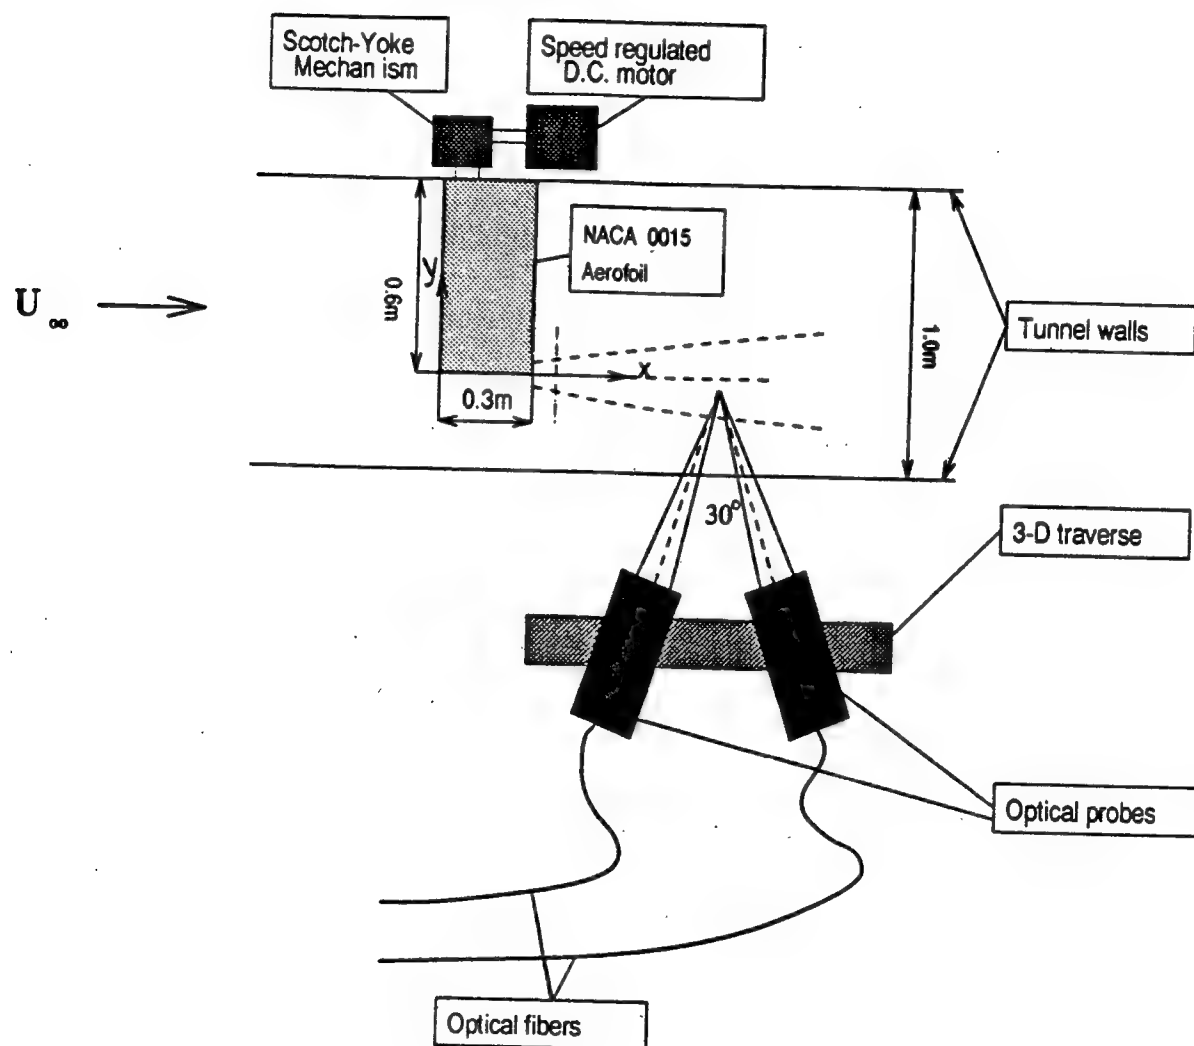 Scotch-Yoke
Mechan ism
Speed regulated
D.C. motor
NACA 0015
Aerofoil
y
0.6m
U∞
1.0m
Tunnel walls
x
0.3m
30°
3-D traverse
Optical probes
Optical fibers